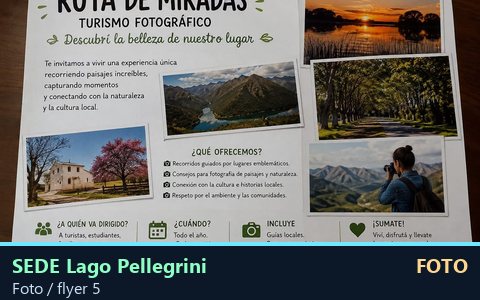 RUTA DE MIRADAS
TURISMO FOTOGRÁFICO
Descubrí la belleza de nuestro lugar
Te invitamos a vivir una experiencia única
recorriendo paisajes increíbles,
capturando momentos
y conectando con la naturaleza
y la cultura local.
¿QUÉ OFRECEMOS?
Recorridos guiados por lugares emblemáticos.
Consejos para fotografía de paisajes y naturaleza.
Conexión con la cultura e historias locales.
Respeto por el ambiente y las comunidades.
¿A QUIÉN VA DIRIGIDO?
A turistas, estudiantes,
¿CUÁNDO?
Todo el año.
INCLUYE
Guías locales.
¡SUMATE!
Viví, disfrutá y llevate
SEDE Lago Pellegrini
FOTO
Foto / flyer 5